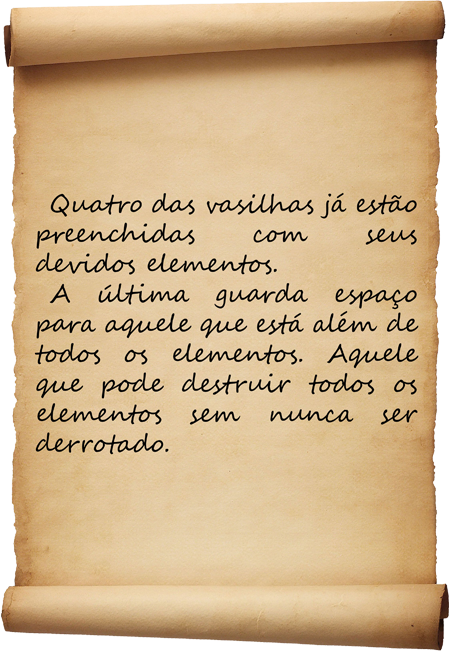 Quatro das vasilhas já estão
preenchidas com seus
devidos elementos.
A última guarda espaço
para aquele que está além de
todos os elementos. Aquele
que pode destruir todos os
elementos sem nunca ser
derrotado.